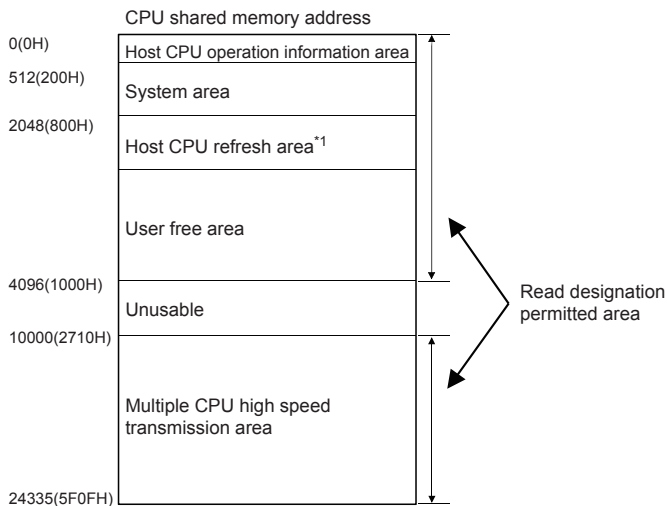 CPU shared memory address
0(0H)
Host CPU operation information area
512(200H)
System area
2048(800H)
Host CPU refresh area*1
User free area
4096(1000H)
Unusable
Read designation
permitted area
10000(2710H)
Multiple CPU high speed
transmission area
24335(5F0FH)